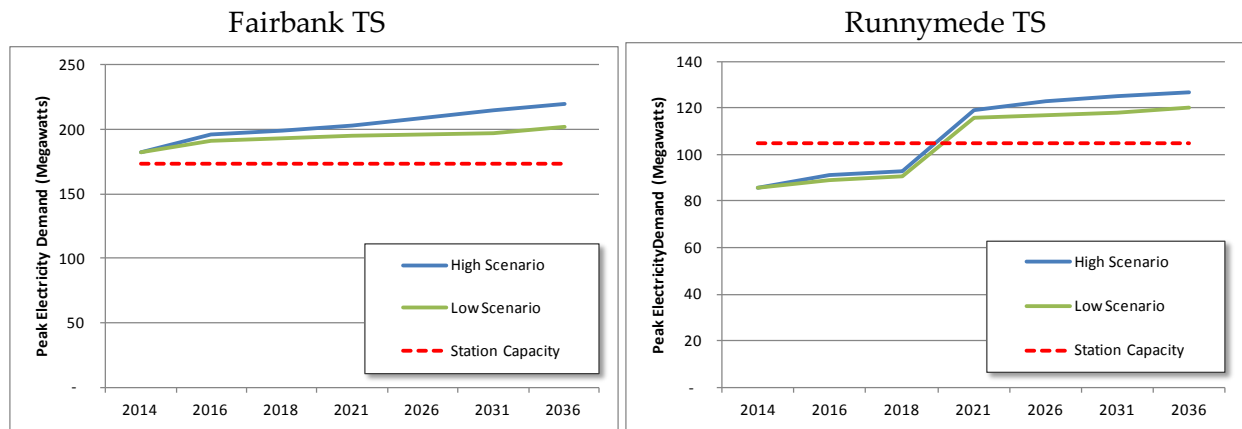 Fairbank TS
Peak Electricity Demand (Megawatts)
250
200
150
100
50
-
High Scenario
Low Scenario
Station Capacity
2014 2016 2018 2021 2026 2031 2036
Runnymede TS
Peak ElectricityDemand (Megawatts)
140
120
100
80
60
40
20
-
High Scenario
Low Scenario
Station Capacity
2014 2016 2018 2021 2026 2031 2036